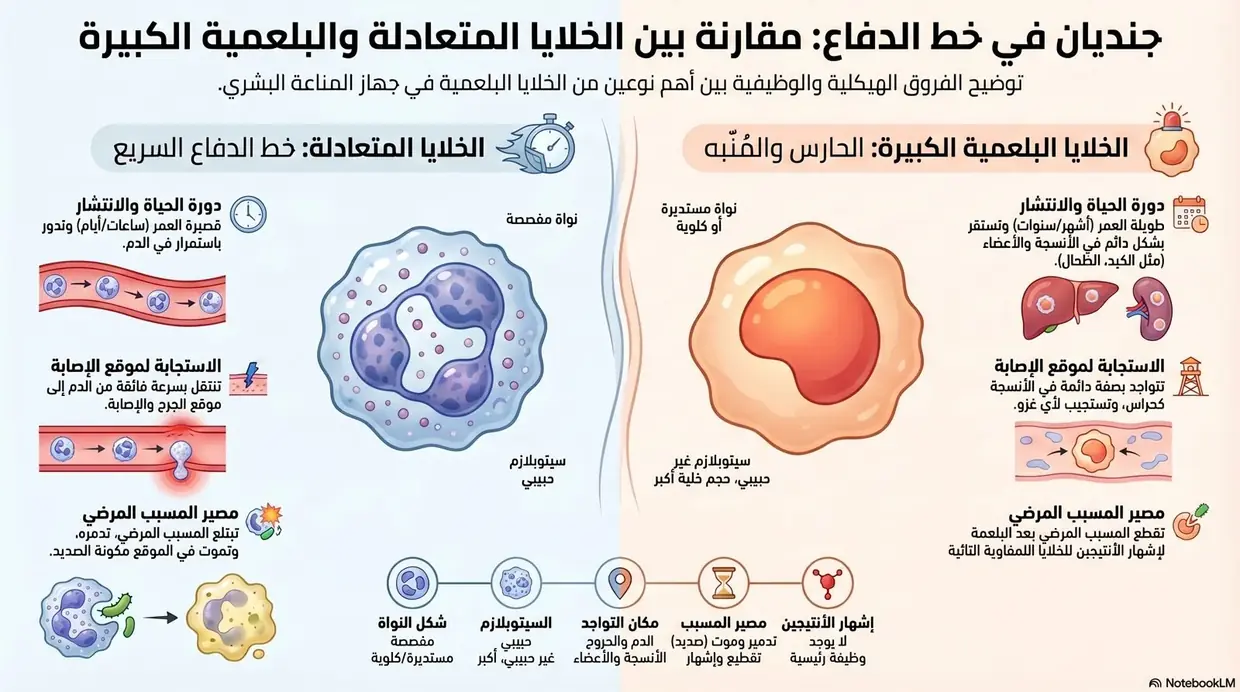 جنديان في خط الدفاع: مقارنة بين الخلايا المتعادلة والبلعمية الكبيرة
توضيح الفروق الهيكلية والوظيفية بين أهم نوعين من الخلايا البلعمية في جهاز المناعة البشري.
الخلايا البلعمية الكبيرة: الحارس والمُنّبه
دورة الحياة والانتشار
طويلة العمر (أشهر/سنوات) وتستقر
بشكل دائم في الأنسجة والأعضاء
(مثل الكبد، الطحال).
الاستجابة لموقع الإصابة
تتواجد بصفة دائمة في الأنسجة
كحراس، وتستجيب لأي غزو.
مصير المسبب المرضي
تقطع المسبب المرضي بعد البلعمة
لإشهار الأنتيجين للخلايا اللمفاوية التائية
نواة مستديرة
أو كلوية
سيتوبلازم غير
حبيبي، حجم خلية أكبر
الخلايا المتعادلة: خط الدفاع السريع
نواة مفصصة
سيتوبلازم
حبيبي
دورة الحياة والانتشار
قصيرة العمر (ساعات/أيام) وتدور
باستمرار في الدم.
الاستجابة لموقع الإصابة
تنتقل بسرعة فائقة من الدم إلى
موقع الجرح والإصابة.
مصير المسبب المرضي
تبتلع المسبب المرضي، تدمره،
وتموت في الموقع مكونة الصديد.
إشهار الأنتيجين
لا يوجد
وظيفة رئيسية
مصير المسبب
تدمير وموت (صديد)
تقطيع وإشهار
مكان التواجد
الدم والجروح
الأنسجة والأعضاء
السيتوبلازم
حبيبي
غير حبيبي، أكبر
شكل النواة
مفصصة
مستديرة/كلوية
NotebookLM